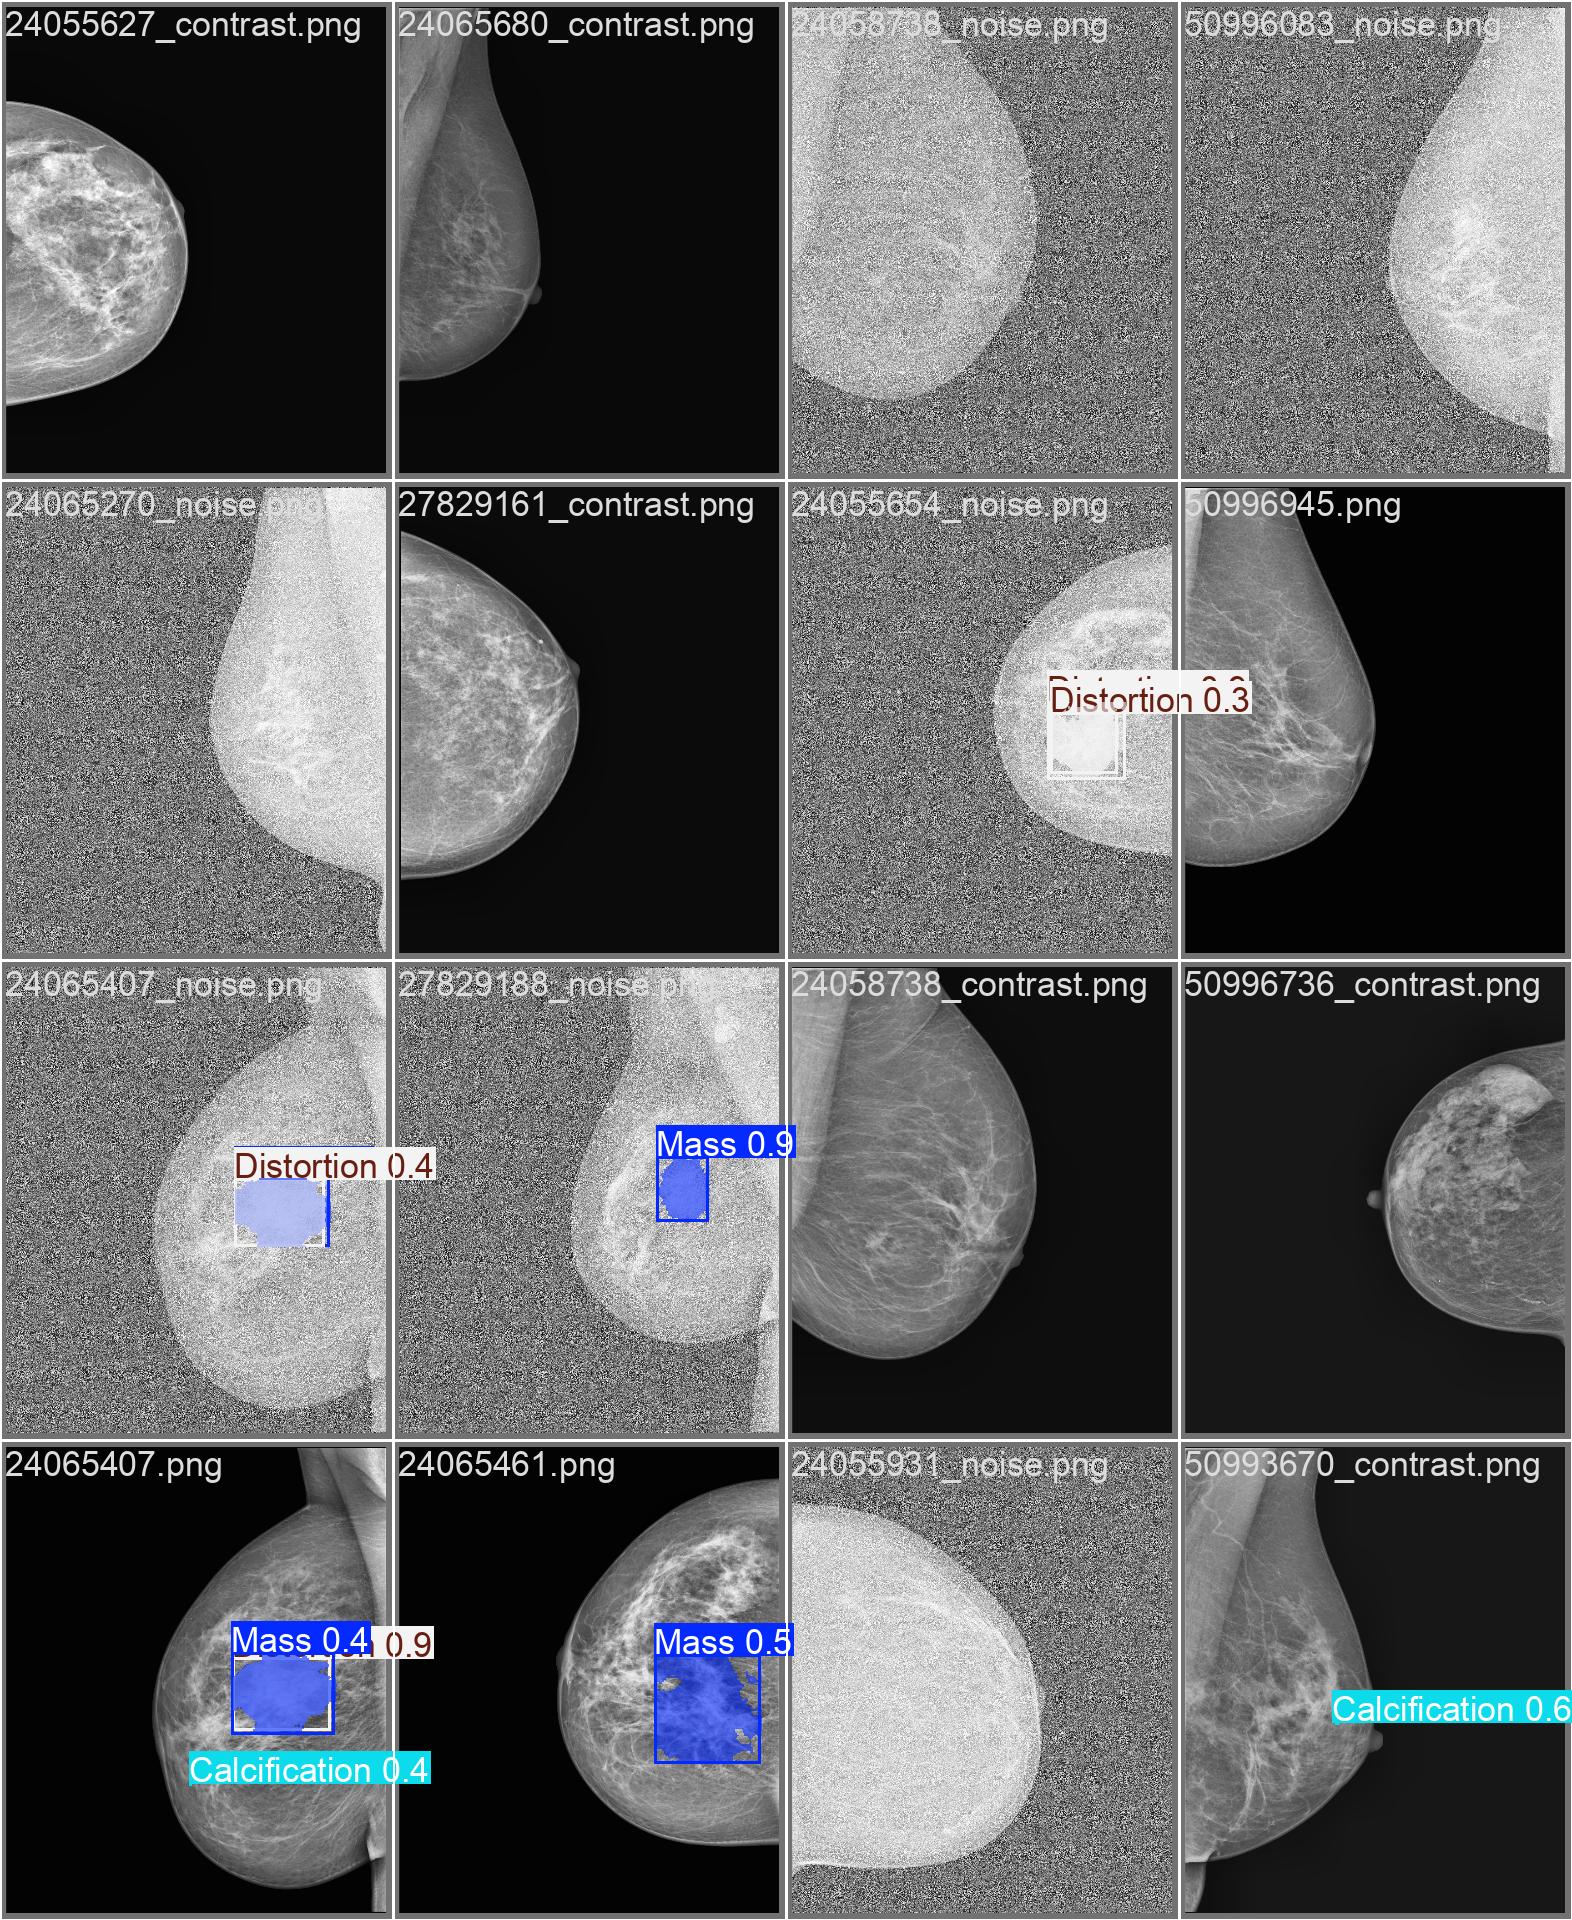 24055627_contrast.png
24065680_contrast.png
24058738_noise.png
50996083_noise.png
24065270_noise.png
27829161_contrast.png
24055654_noise.png
50996945.png
Distortion 0.3
24065407_noise.png
27829188_noise.png
24058738_contrast.png
50996736_contrast.png
Mass 0.9
Distortion 0.4
24065407.png
24065461.png
24055931_noise.png
50993670_contrast.png
Mass 0.4
0.9
Mass 0.5
Calcification 0.6
Calcification 0.4